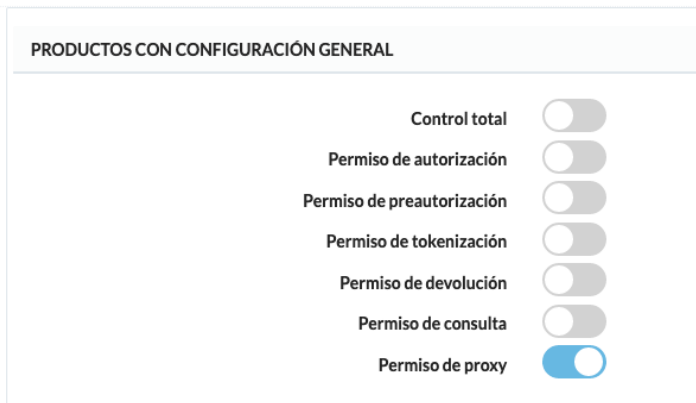 PRODUCTOS CON CONFIGURACIÓN GENERAL
Control total
Permiso de autorización
Permiso de preautorización
Permiso de tokenización
Permiso de devolución
Permiso de consulta
Permiso de proxy